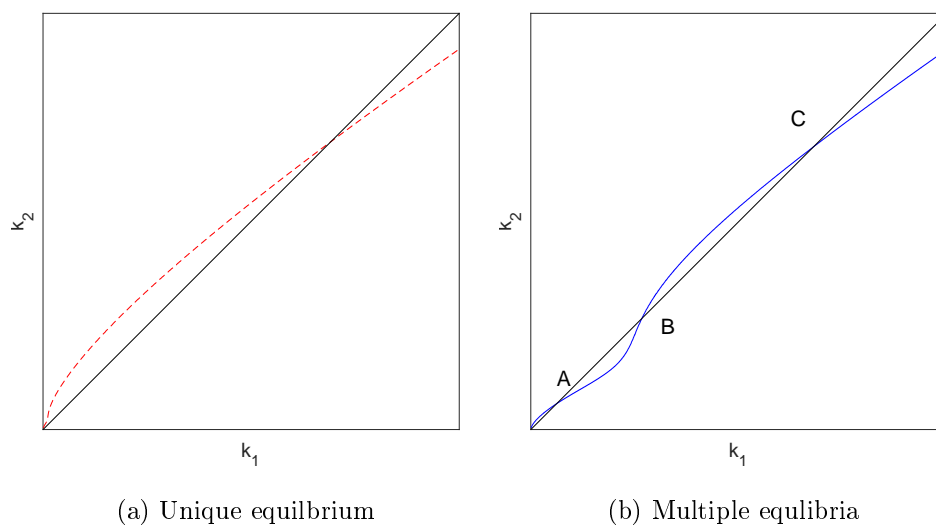 k2
k1
(a) Unique equilbrium
k2
C
B
A
k1
(b) Multiple equlibria